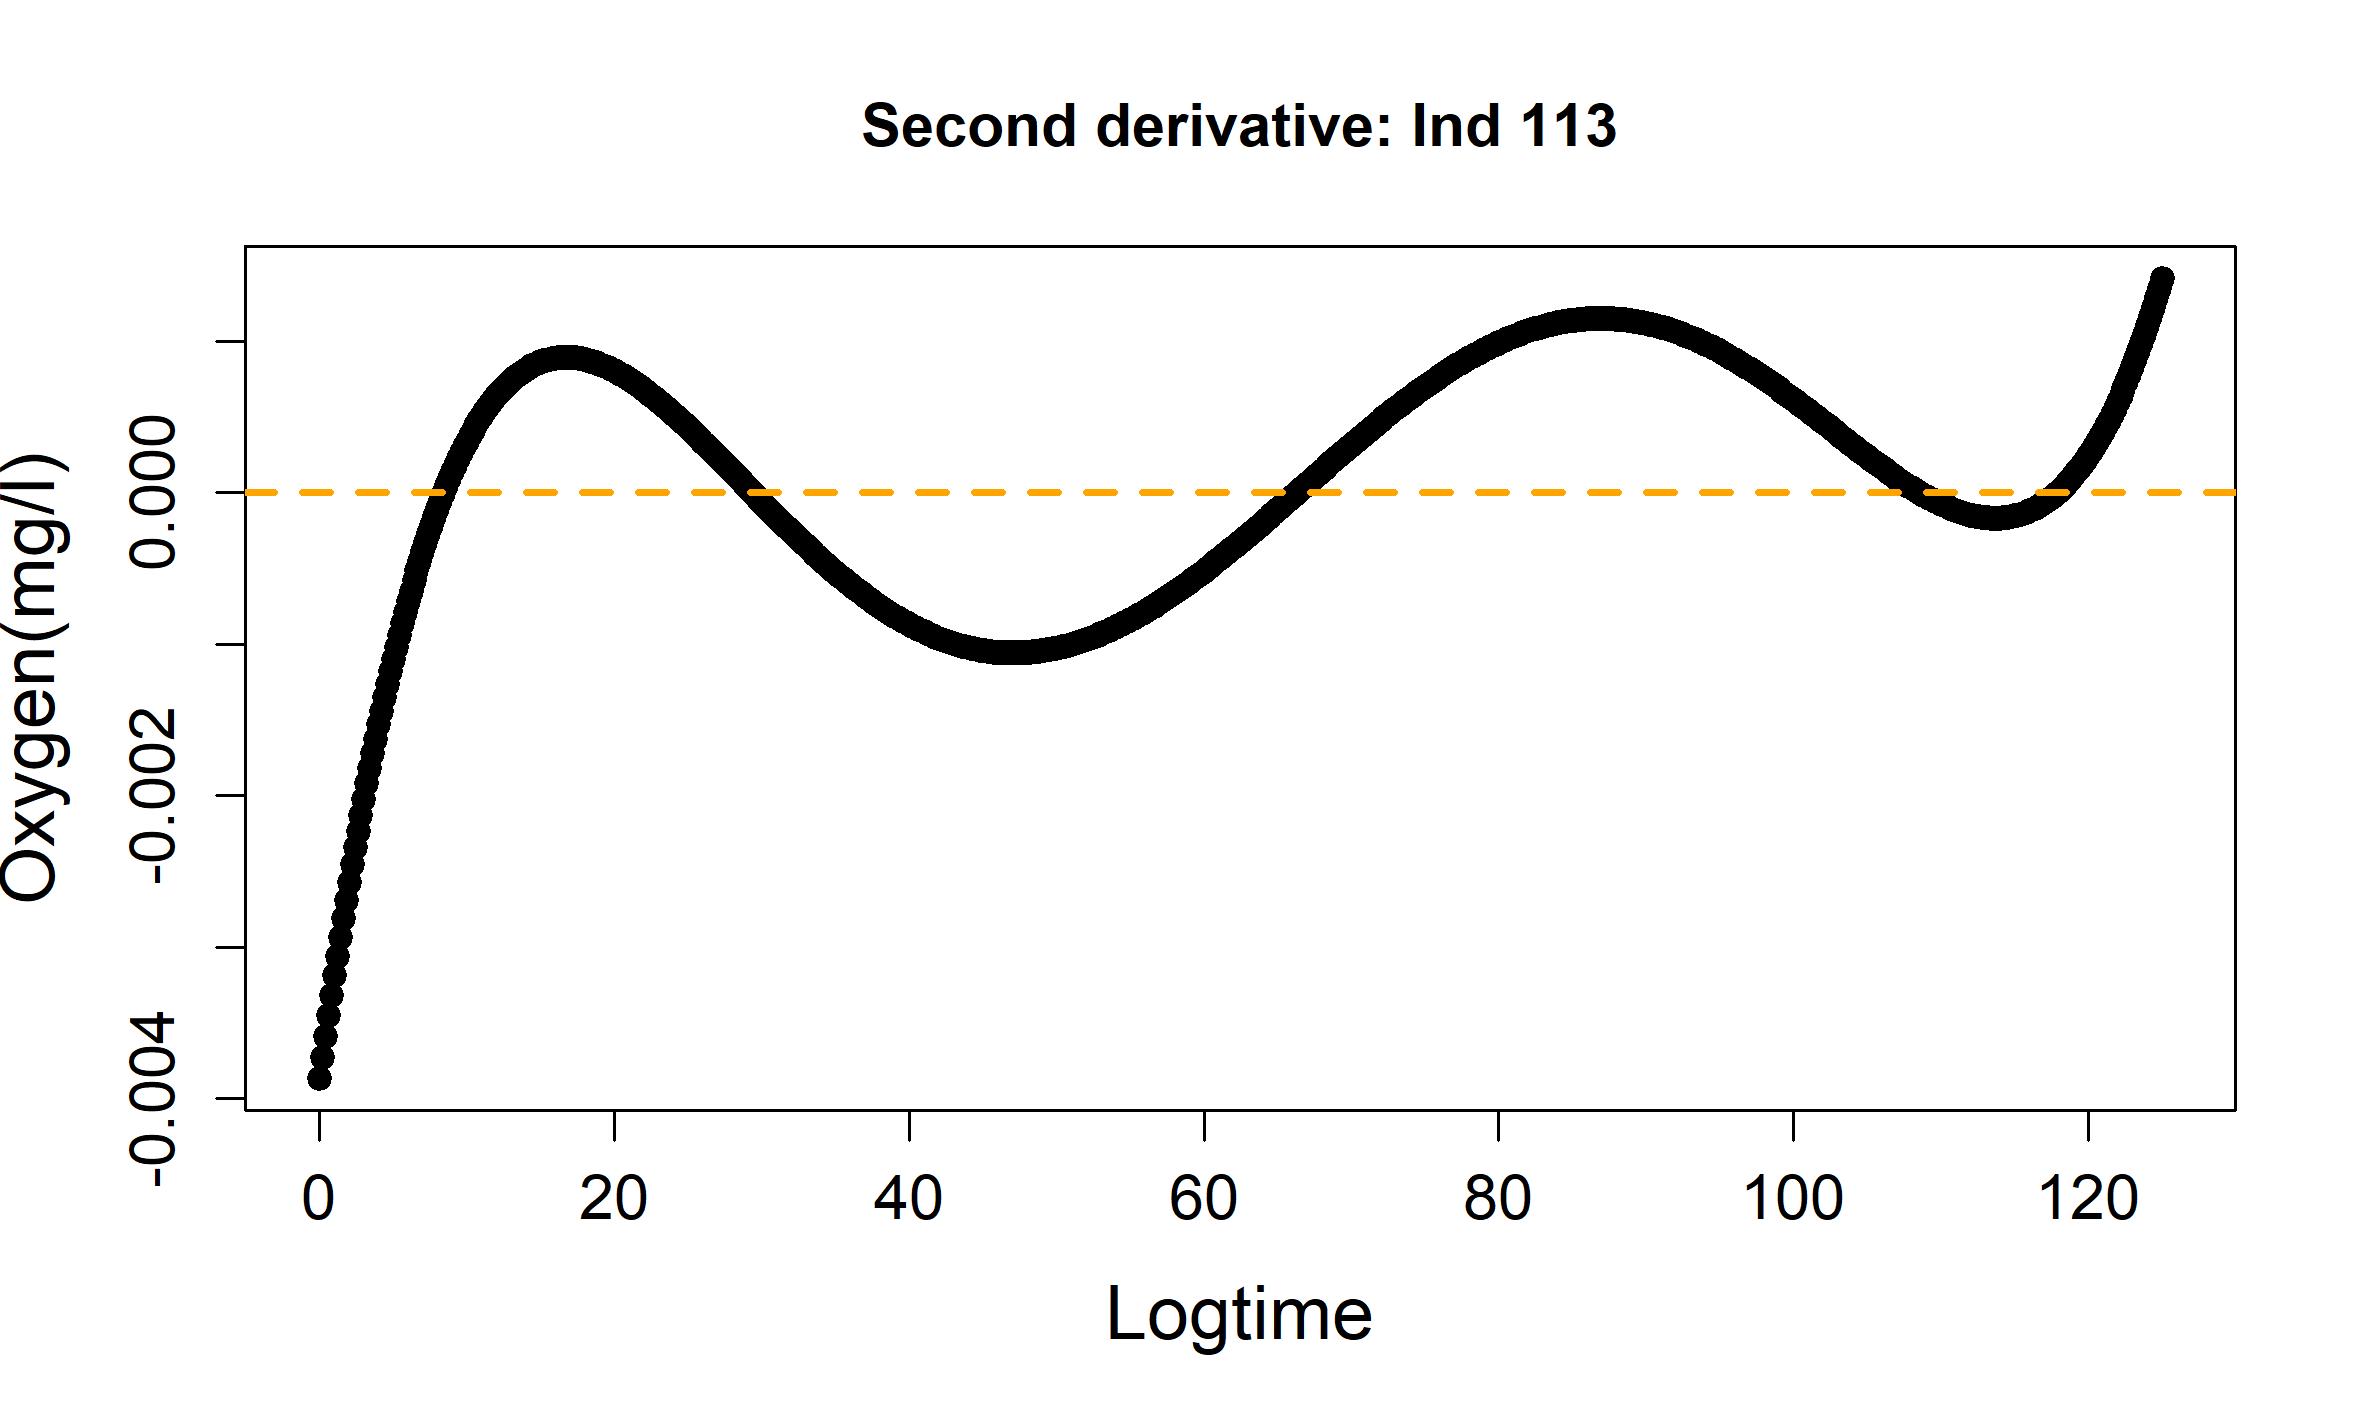 Second derivative: Ind 113
Oxygen(mg/l)
0.000
-0.002
-0.004
0 20 40 60 80 100 120
Logtime